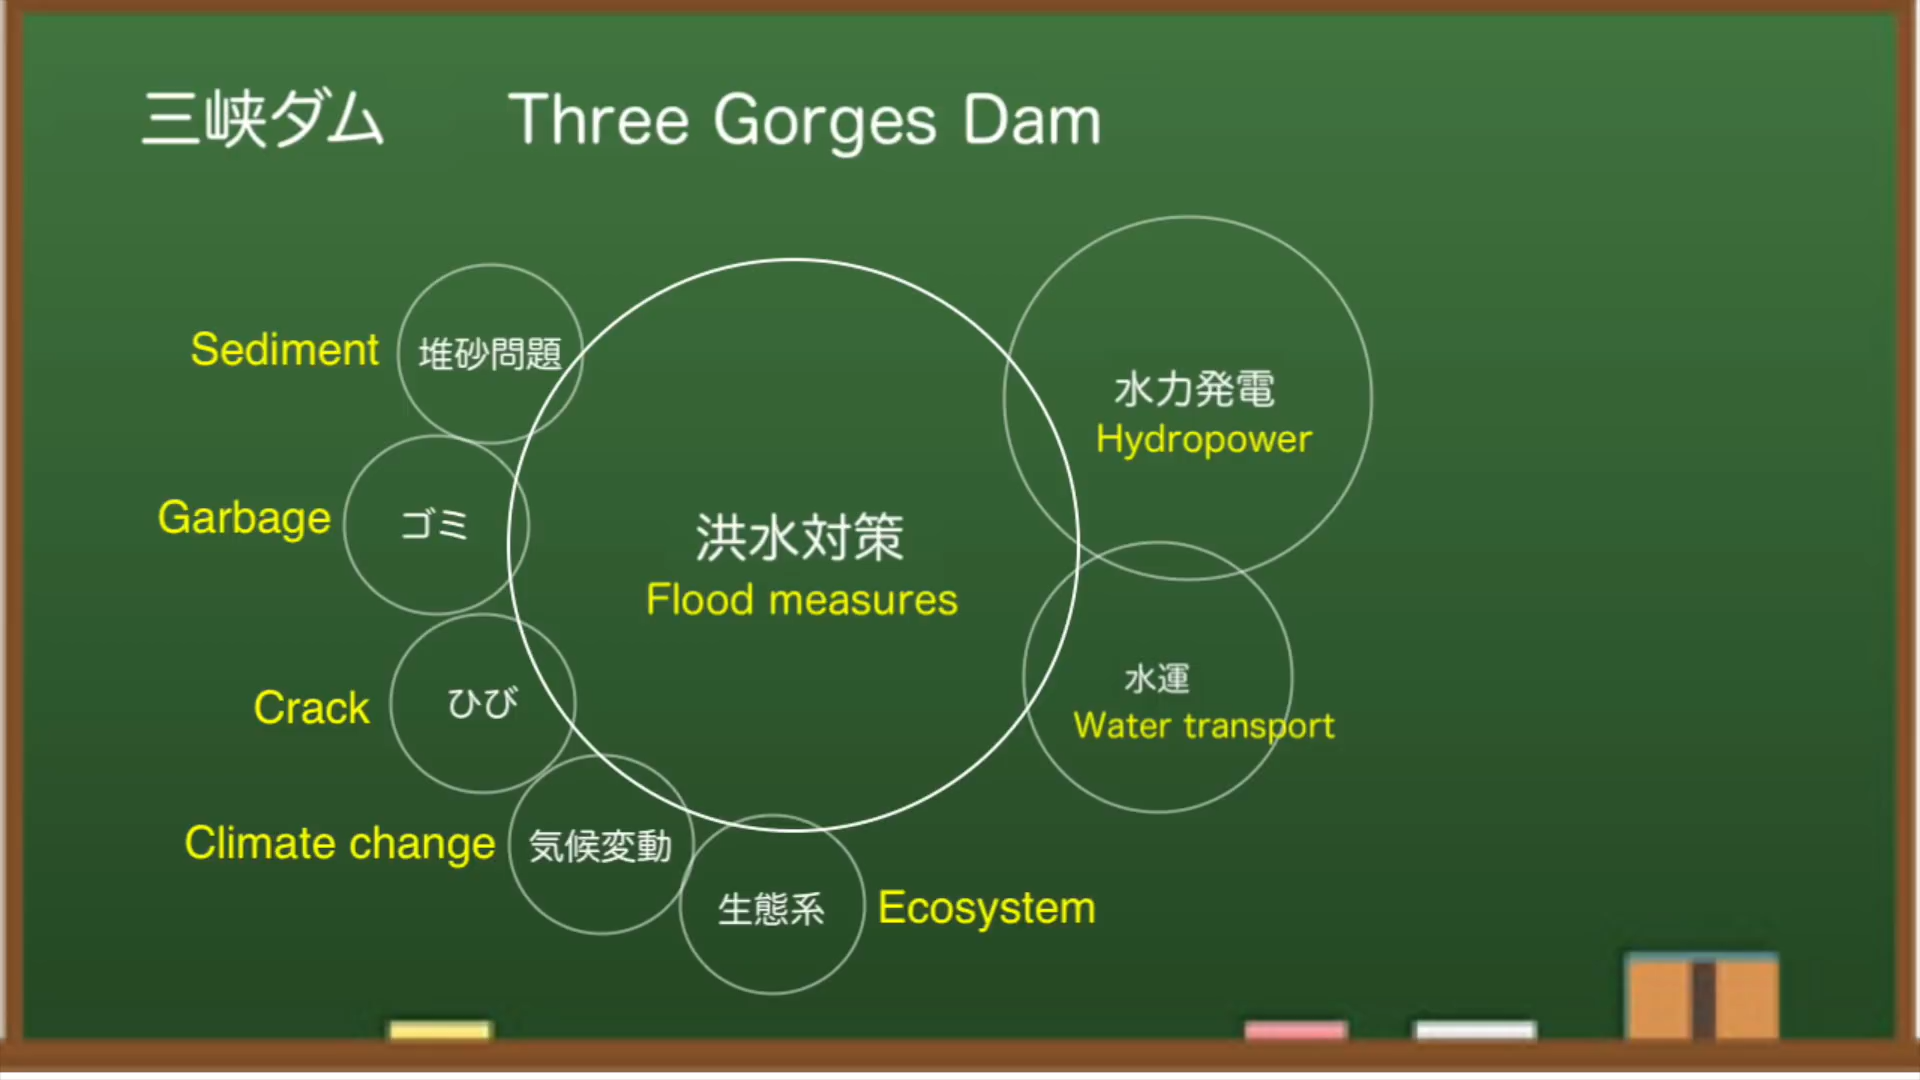 三峡ダム Three Gorges Dam
Sediment 堆砂問題
水力発電
Hydropower
Garbage ゴミ
洪水対策
Flood measures
水運
Water transport
Crack ひび
Climate change 気候変動
生態系 Ecosystem